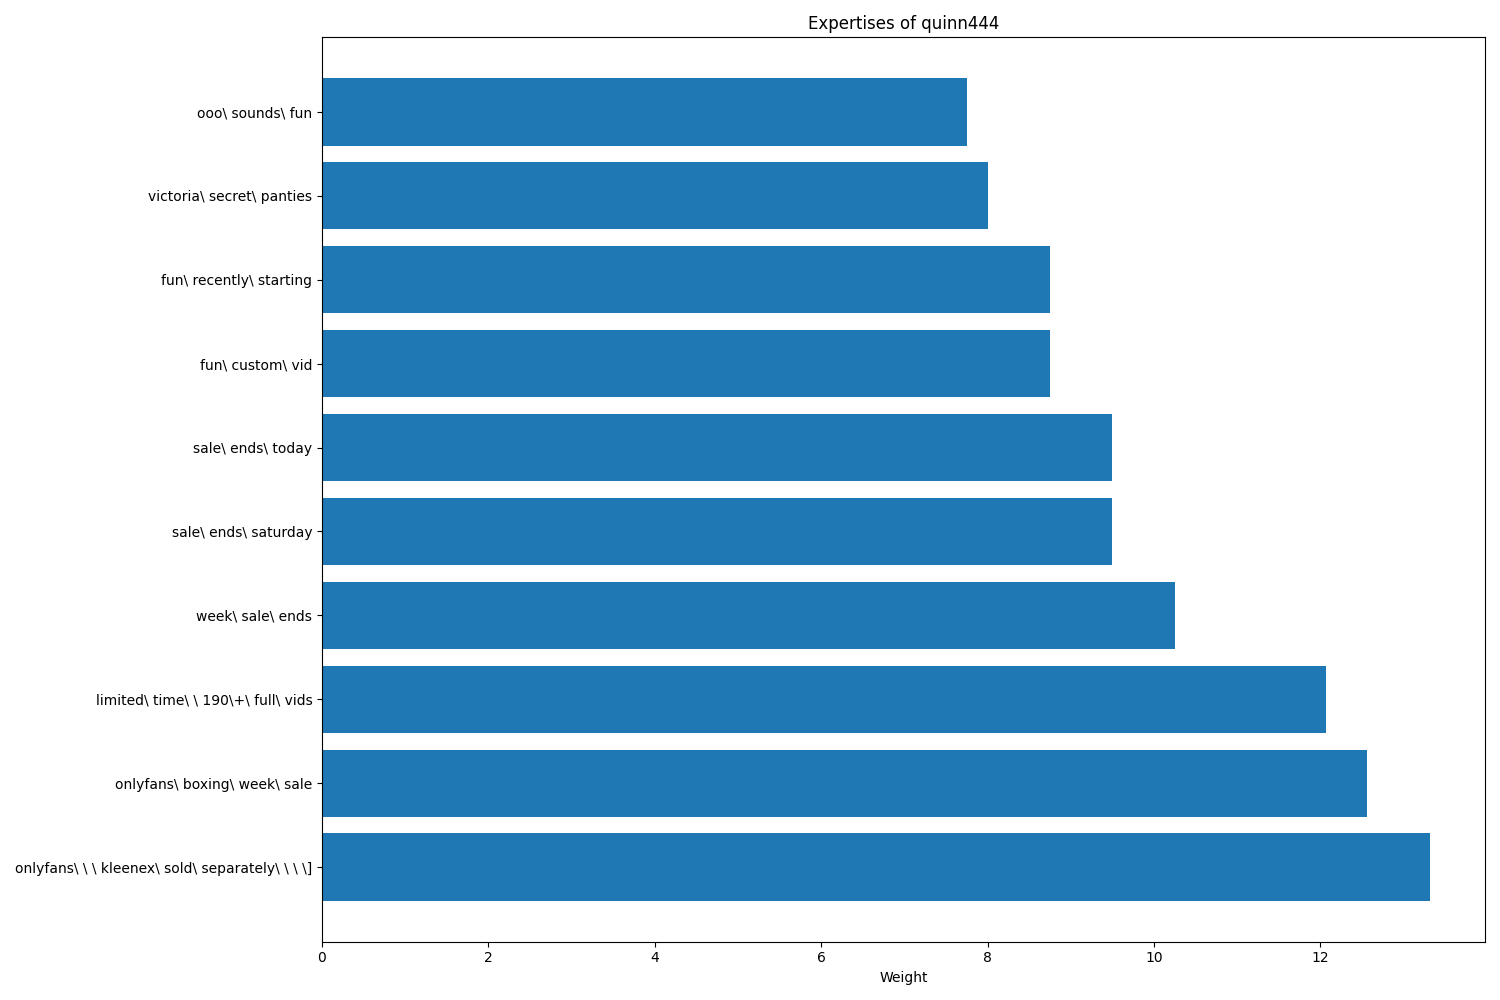 Expertises of quinn444
ooo\ sounds\ fun
victoria\ secret\ panties
fun\ recently\ starting
fun\ custom\ vid
sale\ ends\ today
sale\ ends\ saturday
week\ sale\ ends
limited\ time\ \ 190\+\ full\ vids
onlyfans\ boxing\ week\ sale
onlyfans\ \ \ kleenex\ sold\ separately\ \ \ \]
0 2 4 6 8 10 12
Weight